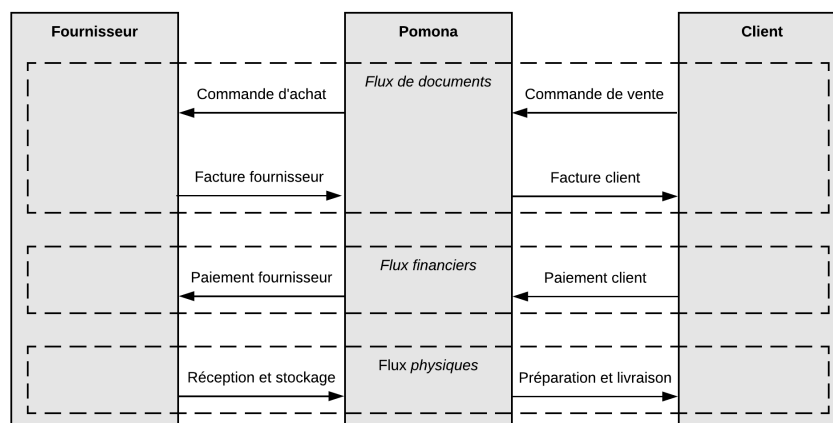 Fournisseur
Pomona
Client
Flux de documents
Commande d'achat
Commande de vente
Facture fournisseur
Facture client
Flux financiers
Paiement fournisseur
Paiement client
Flux physiques
Réception et stockage
Préparation et livraison